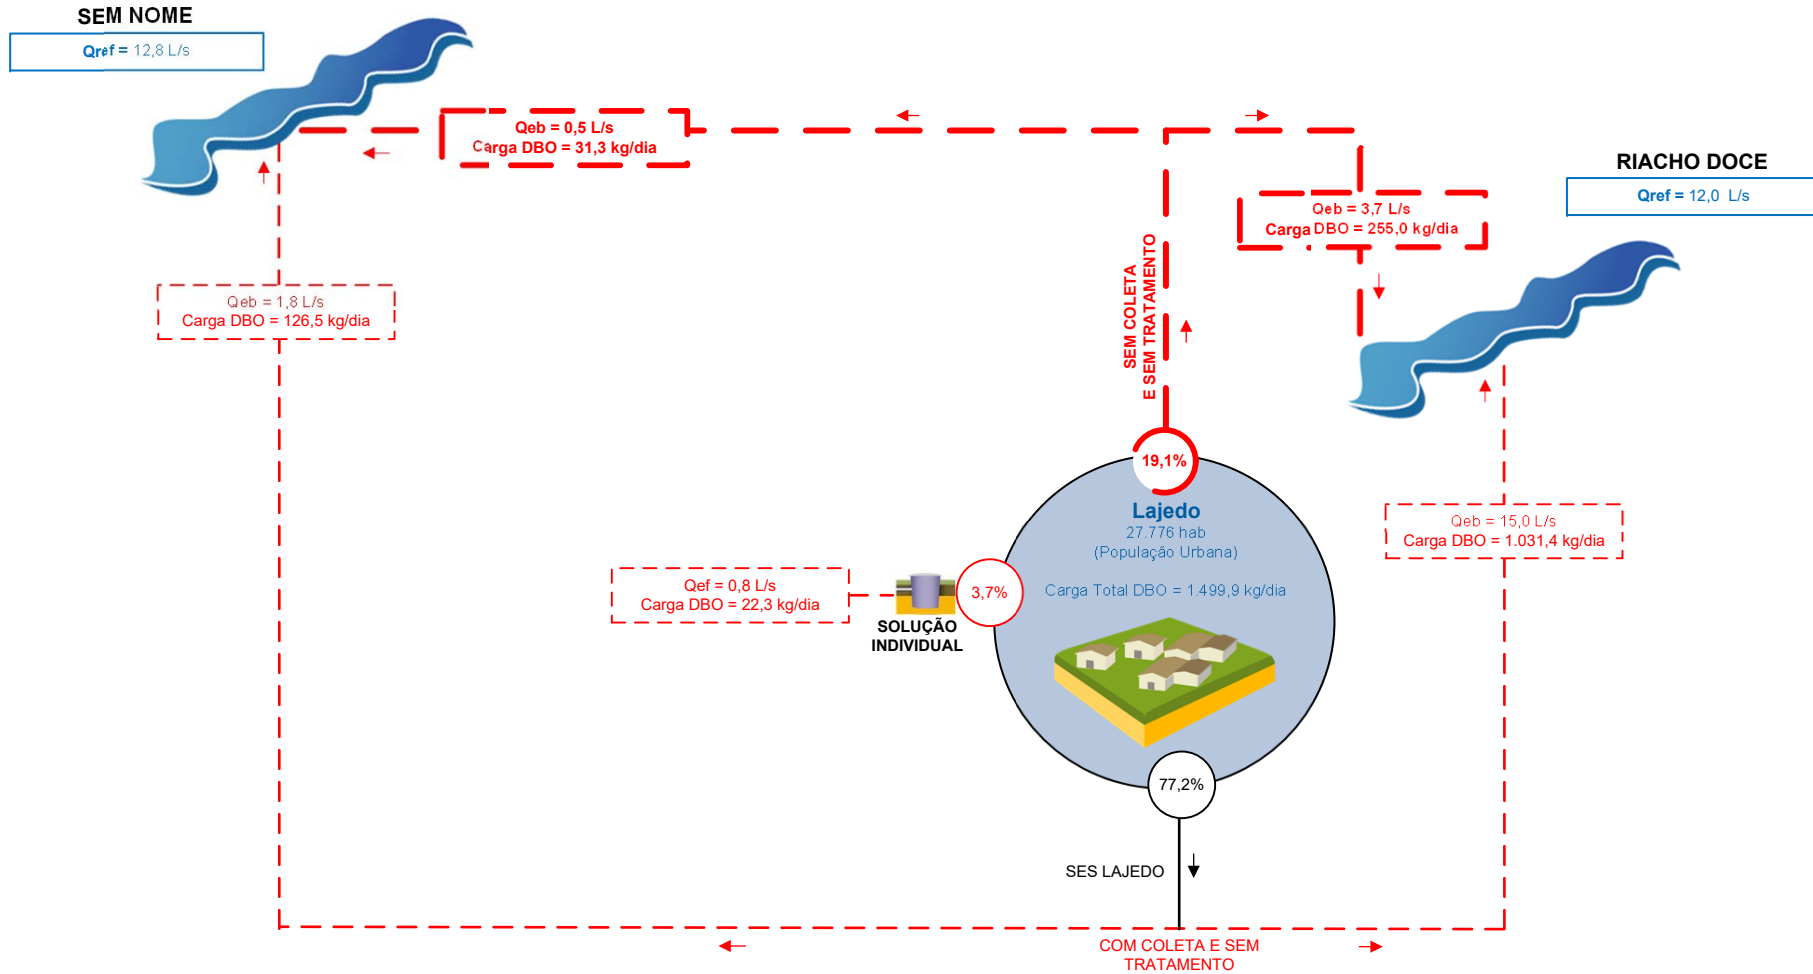 SEM NOME
Qref = 12,8 L/s
Qeb = 0,5 L/s
Carga DBO = 31,3 kg/dia
RIACHO DOCE
Qref = 12,0 L/s
Qeb = 3,7 L/s
Carga DBO = 255,0 kg/dia
SEM COLETA
E SEM TRATAMENTO
Qeb = 1,8 L/s
Carga DBO = 126,5 kg/dia
19,1%
Lajedo
27.776 hab
(População Urbana)
Carga Total DBO = 1.499,9 kg/dia
Qeb = 15,0 L/s
Carga DBO = 1.031,4 kg/dia
Qef = 0,8 L/s
Carga DBO = 22,3 kg/dia
3,7%
SOLUÇÃO
INDIVIDUAL
77,2%
SES LAJEDO
COM COLETA E SEM
TRATAMENTO